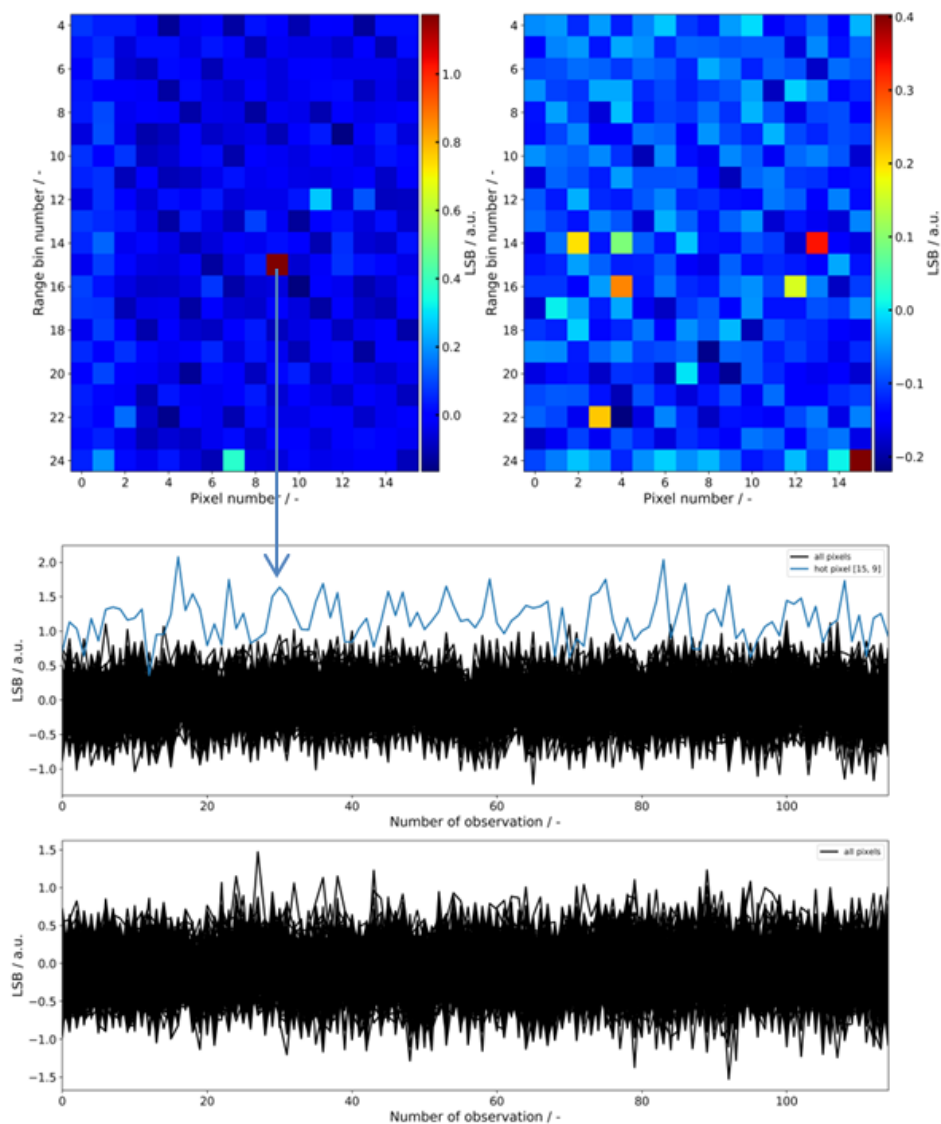 4
6
8
10
12
14
16
18
20
22
24
Range bin number / -
0 2 4 6 8 10 12 14
Pixel number / -
1.0
0.8
0.6
0.4
0.2
0.0
LSB / a.u.
4
6
8
10
12
14
16
18
20
22
24
Range bin number / -
0 2 4 6 8 10 12 14
Pixel number / -
0.4
0.3
0.2
0.1
0.0
−0.1
−0.2
LSB / a.u.
2.0
1.5
1.0
0.5
0.0
−0.5
−1.0
LSB / a.u.
all pixels
hot pixel [15, 9]
0 20 40 60 80 100
Number of observation / -
1.5
1.0
0.5
0.0
−0.5
−1.0
−1.5
LSB / a.u.
all pixels
0 20 40 60 80 100
Number of observation / -